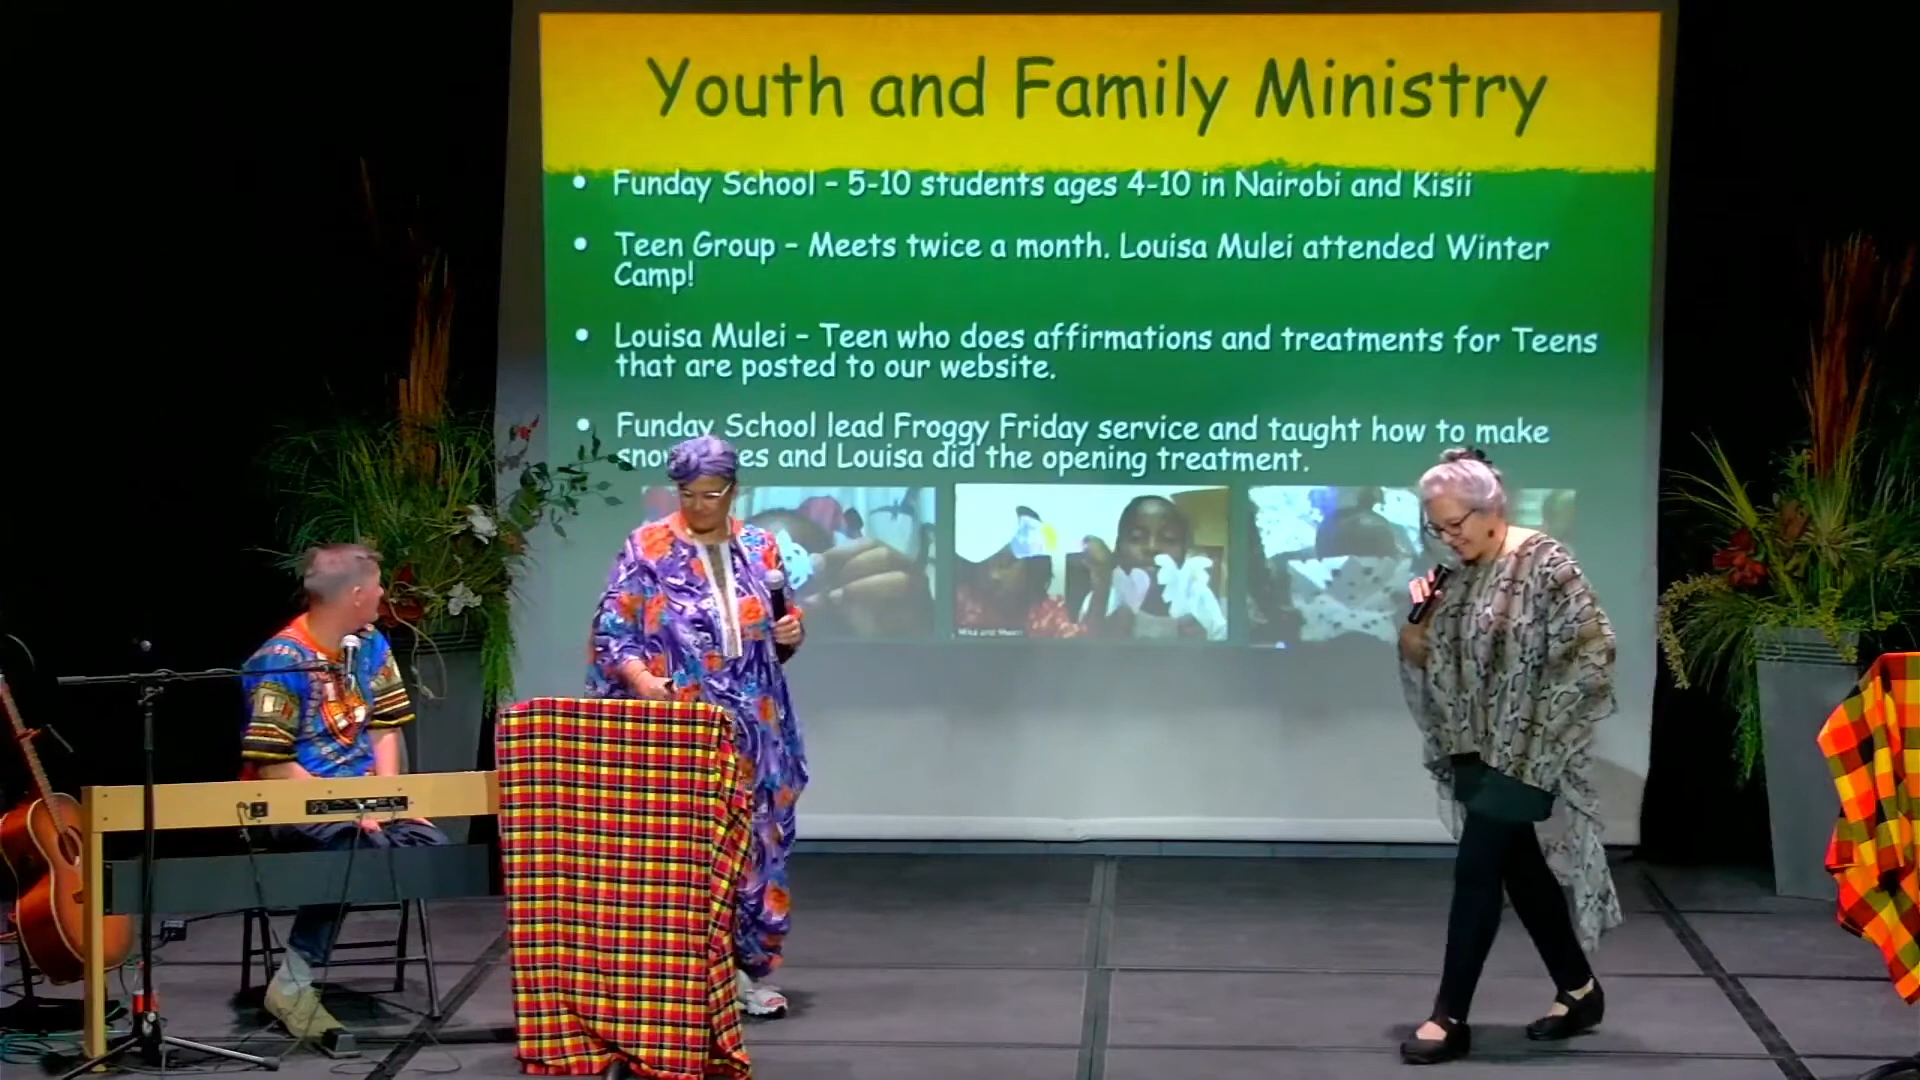 Youth and Family Ministry
• Funday School – 5-10 students ages 4-10 in Nairobi and Kisii
• Teen Group – Meets twice a month. Louisa Mulei attended Winter
Camp!
• Louisa Mulei – Teen who does affirmations and treatments for Teens
that are posted to our website.
• Funday School lead Froggy Friday service and taught how to make
es and Louisa did the opening treatment.